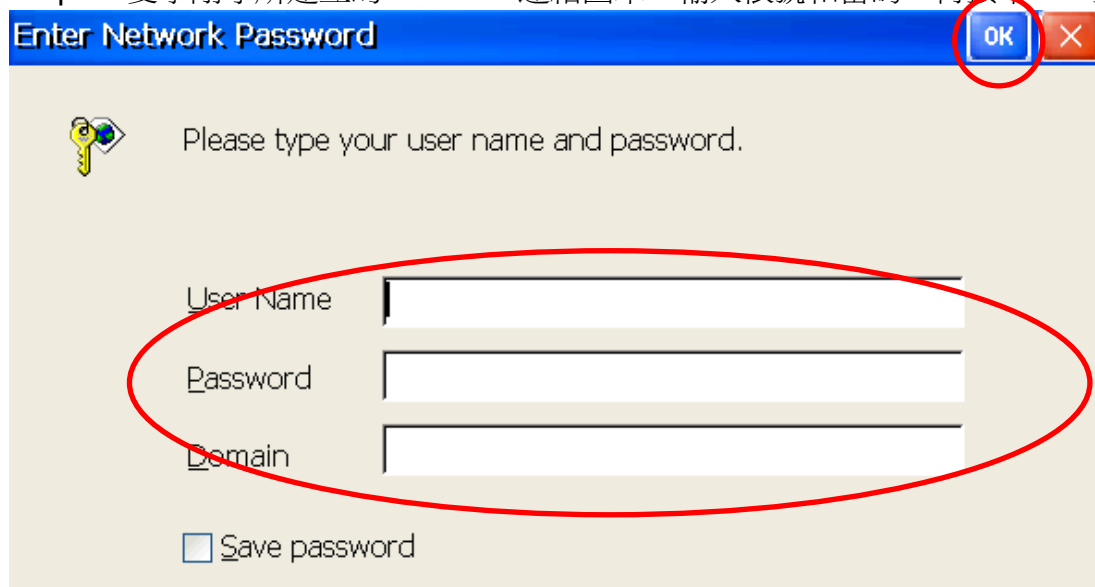 Enter Network Password OK
Please type your user name and password.
User Name
Password
Domain
Save password